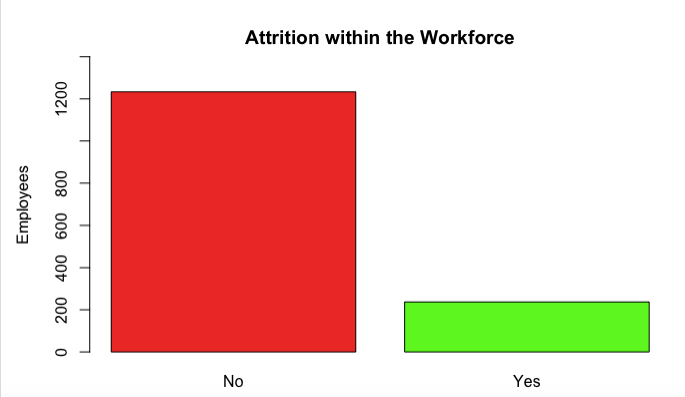 Attrition within the Workforce
Employees
1200
800
600
400
200
0
No Yes